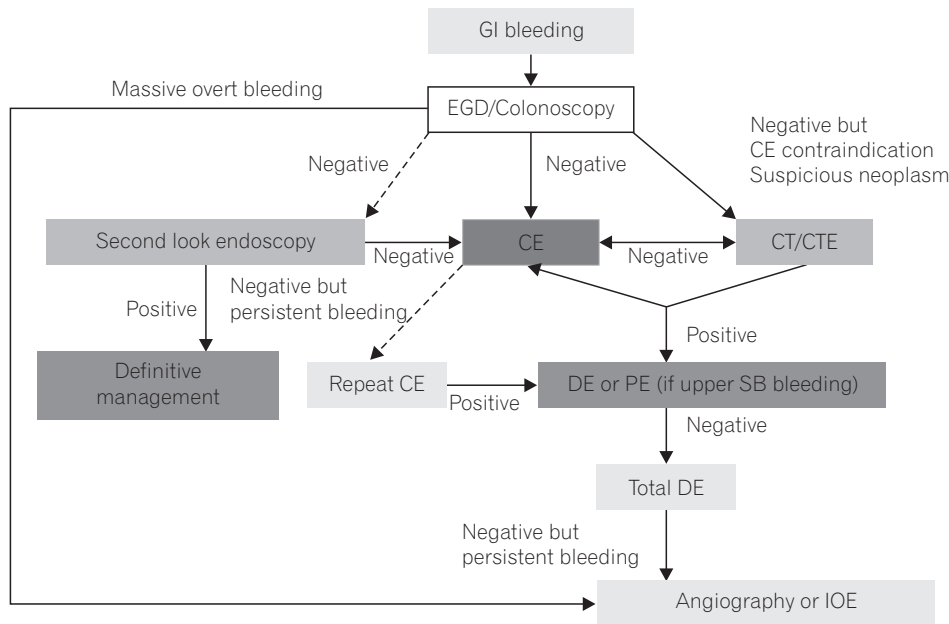 GI bleeding
Massive overt bleeding
EGD/Colonoscopy
Negative but
CE contraindication
Suspicious neoplasm
Negative
Negative
Second look endoscopy
Negative
CE
Negative
CT/CTE
Positive
Negative but
persistent bleeding
Positive
Definitive
management
Repeat CE
Positive
DE or PE (if upper SB bleeding)
Negative
Total DE
Negative but
persistent bleeding
Angiography or IOE